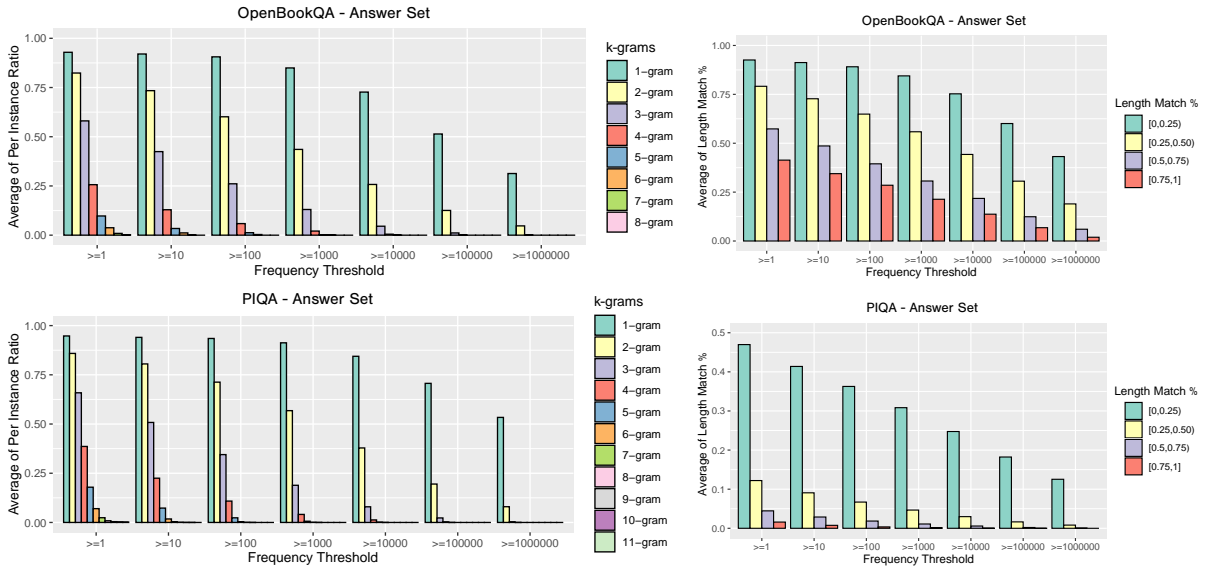 OpenBookQA - Answer Set
Average of Per Instance Ratio
1.00
0.75
0.50
0.25
0.00
>=1 >=10 >=100 >=1000 >=10000 >=100000 >=1000000
Frequency Threshold
k-grams
1-gram
2-gram
3-gram
4-gram
5-gram
6-gram
7-gram
8-gram
OpenBookQA - Answer Set
Average of Length Match %
1.00
0.75
0.50
0.25
0.00
>=1 >=10 >=100 >=1000 >=10000 >=100000 >=1000000
Frequency Threshold
Length Match %
[0,0.25)
[0.25,0.50)
[0.5,0.75)
[0.75,1]
PIQA - Answer Set
Average of Per Instance Ratio
1.00
0.75
0.50
0.25
0.00
>=1 >=10 >=100 >=1000 >=10000 >=100000 >=1000000
Frequency Threshold
k-grams
1-gram
2-gram
3-gram
4-gram
5-gram
6-gram
7-gram
8-gram
9-gram
10-gram
11-gram
PIQA - Answer Set
Average of Length Match %
0.5
0.4
0.3
0.2
0.1
0.0
>=1 >=10 >=100 >=1000 >=10000 >=100000 >=1000000
Frequency Threshold
Length Match %
[0,0.25)
[0.25,0.50)
[0.5,0.75)
[0.75,1]